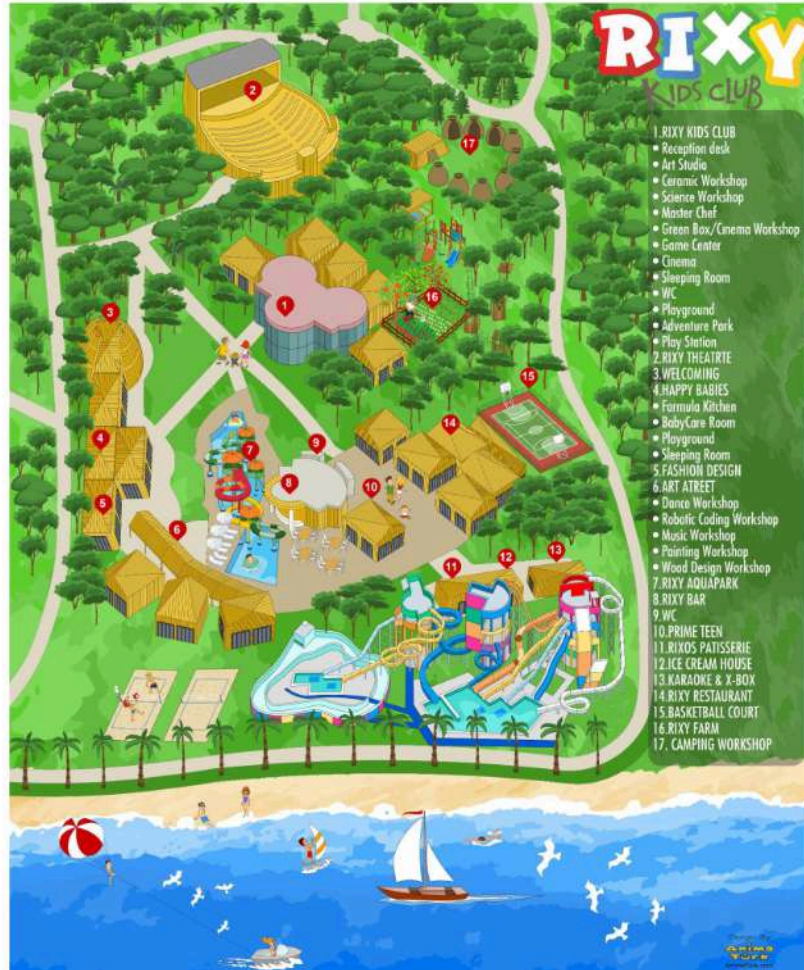 RIXY
KIDS CLUB
1.RIXY KIDS CLUB
• Reception desk
• Art Studio
• Ceramic Workshop
• Science Workshop
• Master Chef
• Green Box/Cinema Workshop
• Game Center
• Cinema
• Sleeping Room
• WC
• Playground
• Adventure Park
• Play Station
2.RIXY THEATRTE
3.WELCOMING
4.HAPPY BABIES
• Formula Kitchen
• BabyCare Room
• Playground
• Sleeping Room
5.FASHION DESIGN
6.ART ATREET
• Dance Workshop
• Robotic Coding Workshop
• Music Workshop
• Painting Workshop
• Wood Design Workshop
7.RIXY AQUAPARK
8.RIXY BAR
9.WC
10.PRIME TEEN
11.RIXOS PATISSERIE
12.ICE CREAM HOUSE
13.KARAOKE & X-BOX
14.RIXY RESTAURANT
15.BASKETBALL COURT
16.RIXY FARM
17. CAMPING WORKSHOP
2
17
1
16
3
15
14
4
9
7
8
10
5
6
13
12
11
Anima
Turk